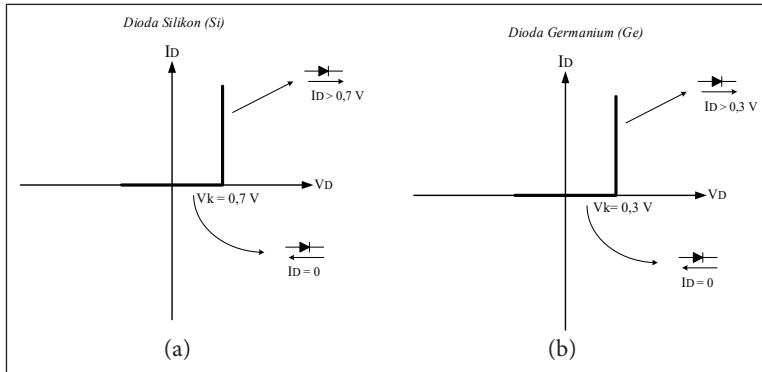 Dioda Silikon (Si)
ID
ID > 0,7 V
VD
Vk = 0,7 V
ID = 0
(a)
Dioda Germanium (Ge)
ID
ID > 0,3 V
VD
Vk= 0,3 V
ID = 0
(b)